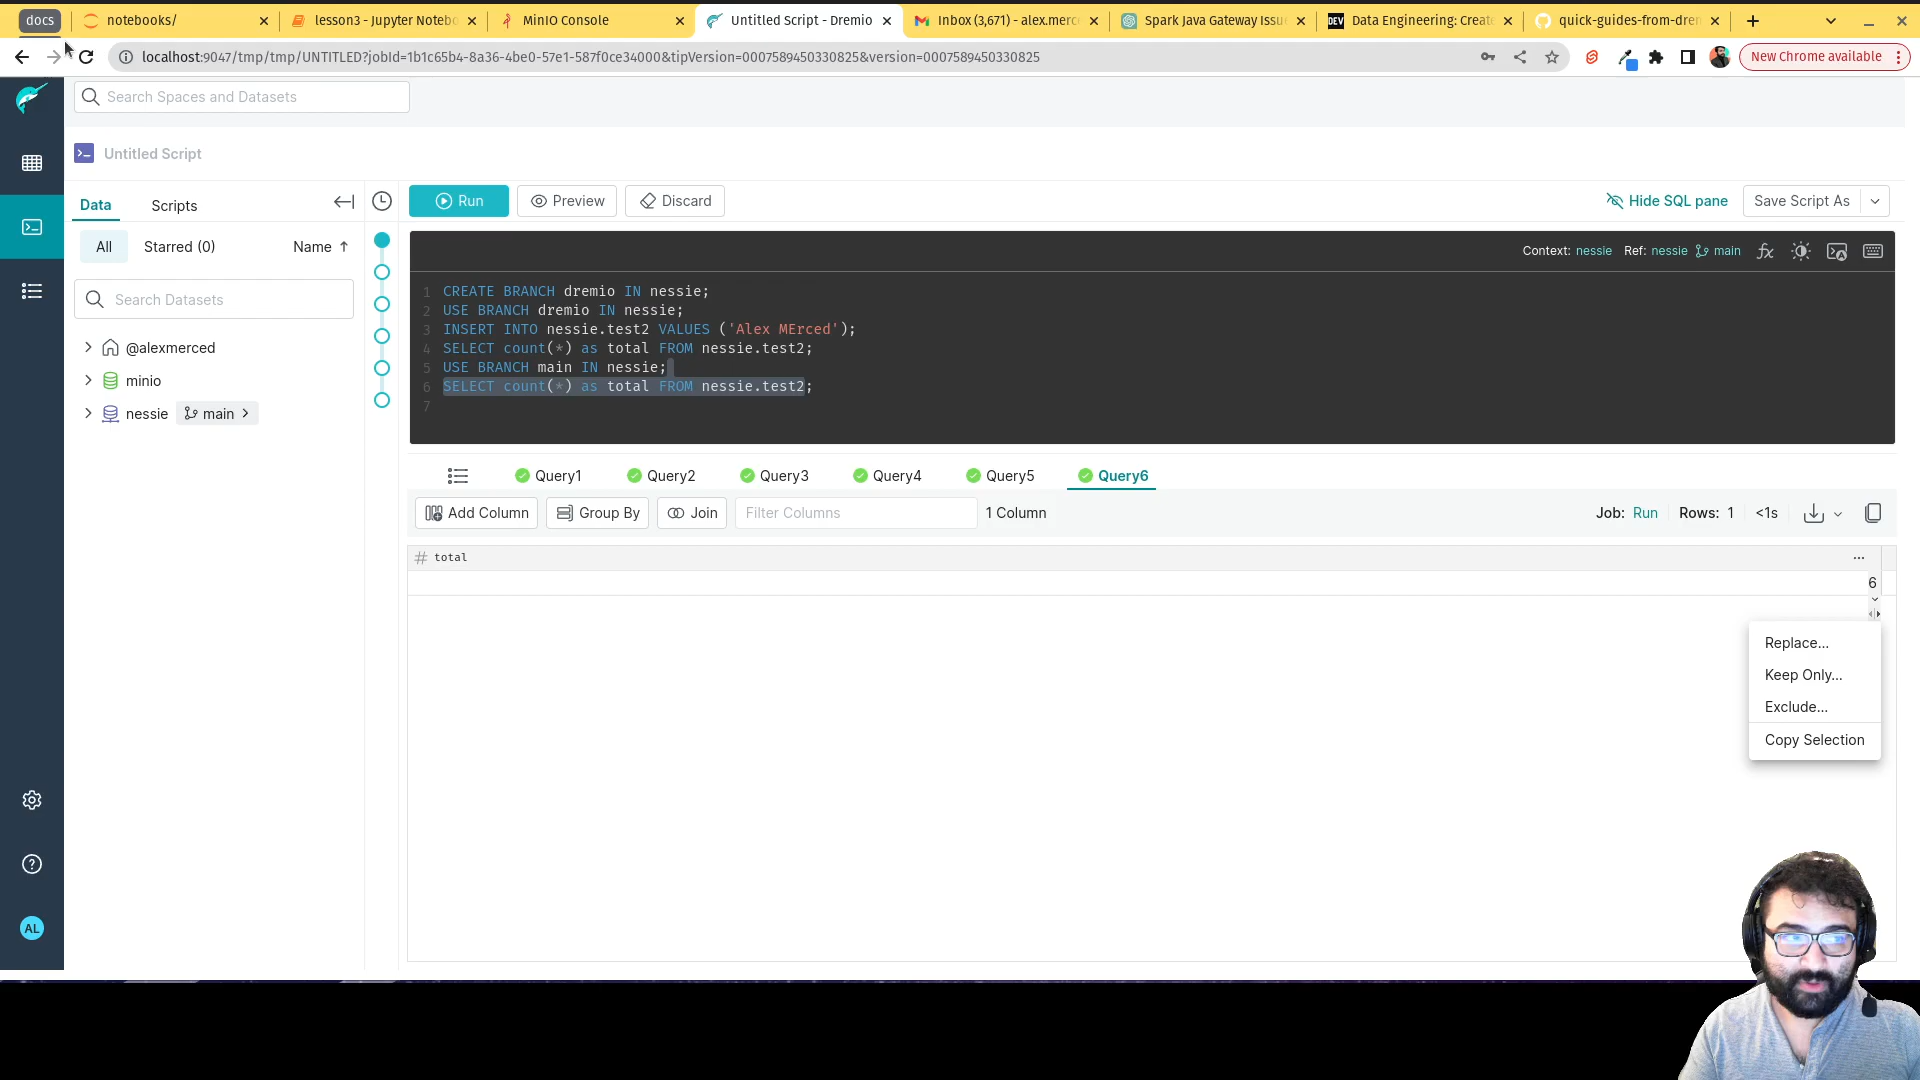 docs
notebooks/
lesson3 - Jupyter Notebo
MinIO Console
Untitled Script - Dremio
Inbox (3,671) - alex.merce
Spark Java Gateway Issu
DEV
Data Engineering: Create
quick-guides-from-dren
localhost:9047/tmp/tmp/UNTITLED?jobId=1b1c65b4-8a36-4be0-57e1-587f0ce34000&tipVersion=0007589450330825&version=0007589450330825
New Chrome available
Search Spaces and Datasets
Untitled Script
Data
Scripts
Run
Preview
Discard
Hide SQL pane
Save Script As
All
Starred (0)
Name
Context: nessie Ref: nessie main
Search Datasets
1 CREATE BRANCH dremio IN nessie;
2 USE BRANCH dremio IN nessie;
3 INSERT INTO nessie.test2 VALUES ('Alex MErced');
4 SELECT count(*) as total FROM nessie.test2;
5 USE BRANCH main IN nessie;
6 SELECT count(*) as total FROM nessie.test2;
7
@alexmerced
minio
nessie main
Query1
Query2
Query3
Query4
Query5
Query6
Add Column
Group By
Join
Filter Columns
1 Column
Job: Run
Rows: 1
<1s
# total
...
6
Replace...
Keep Only...
Exclude...
Copy Selection
AL